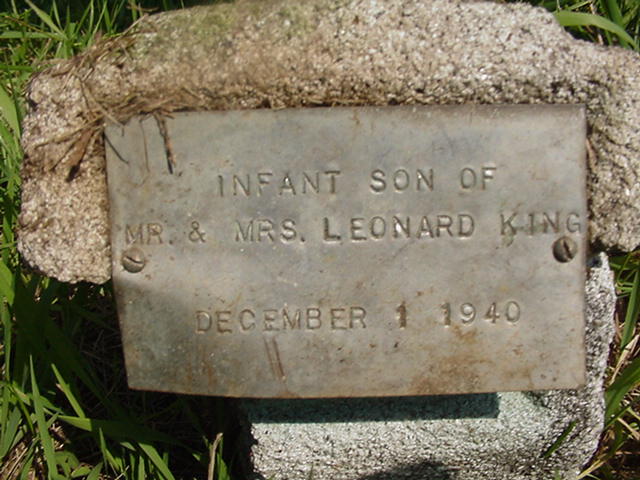 INFANT SON OF
MR. & MRS. LEONARD KING
DECEMBER 1 1940